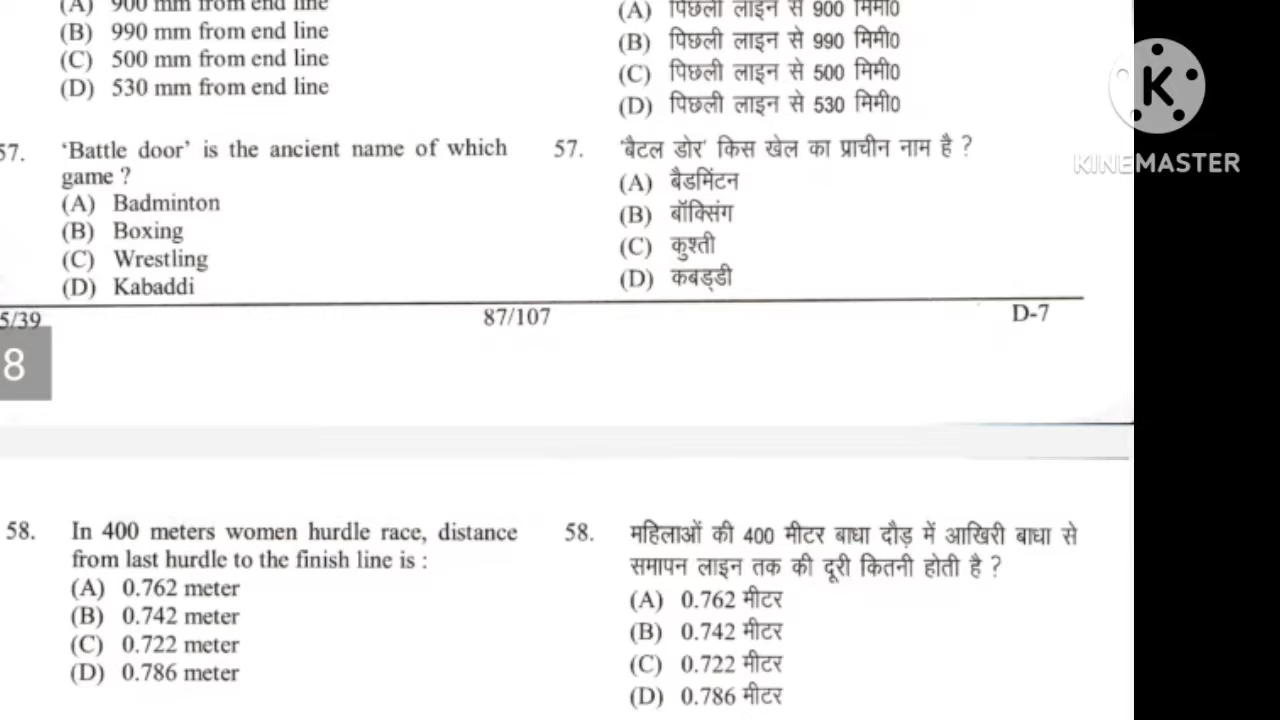 (A) 900 mm from end line
(B) 990 mm from end line
(C) 500 mm from end line
(D) 530 mm from end line
57. ‘Battle door’ is the ancient name of which
game ?
(A) Badminton
(B) Boxing
(C) Wrestling
(D) Kabaddi
(A) पिछली लाइन से 900 मिमी0
(B) पिछली लाइन से 990 मिमी0
(C) पिछली लाइन से 500 मिमी0
(D) पिछली लाइन से 530 मिमी0
57. ‘बैटल डोर’ किस खेल का प्राचीन नाम है ?
(A) बैडमिंटन
(B) बॉक्सिंग
(C) कुश्ती
(D) कबड्डी
5/39 87/107 D-7
8
58. In 400 meters women hurdle race, distance
from last hurdle to the finish line is :
(A) 0.762 meter
(B) 0.742 meter
(C) 0.722 meter
(D) 0.786 meter
58. महिलाओं की 400 मीटर बाधा दौड़ में आखिरी बाधा से
समापन लाइन तक की दूरी कितनी होती है ?
(A) 0.762 मीटर
(B) 0.742 मीटर
(C) 0.722 मीटर
(D) 0.786 मीटर
K
KINEMASTER